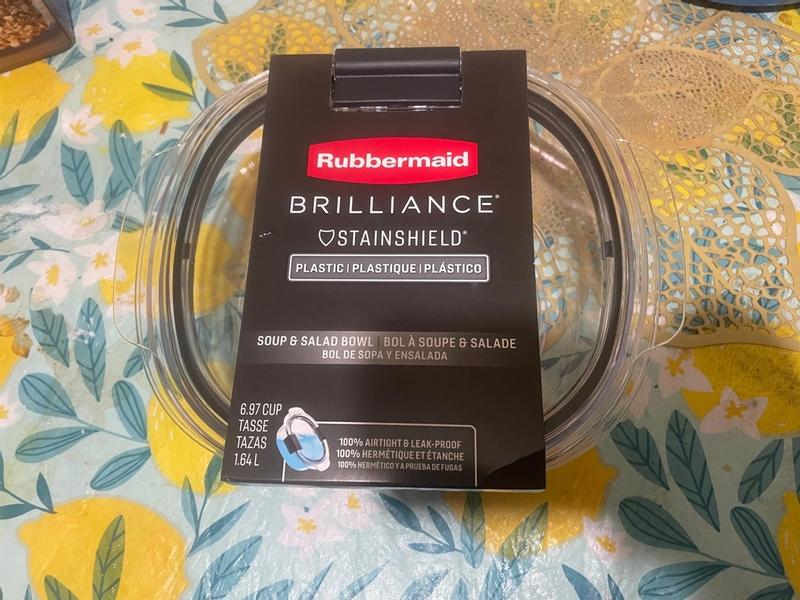 Rubbermaid
BRILLIANCE®
STAINSHIELD®
PLASTIC | PLASTIQUE | PLÁSTICO
SOUP & SALAD BOWL | BOL À SOUPE & SALADE
BOL DE SOPA Y ENSALADA
6.97 CUP
TASSE
TAZAS
1.64 L
100% AIRTIGHT & LEAK-PROOF
100% HERMÉTIQUE ET ÉTANCHE
100% HERMÉTICO Y A PRUEBA DE FUGAS